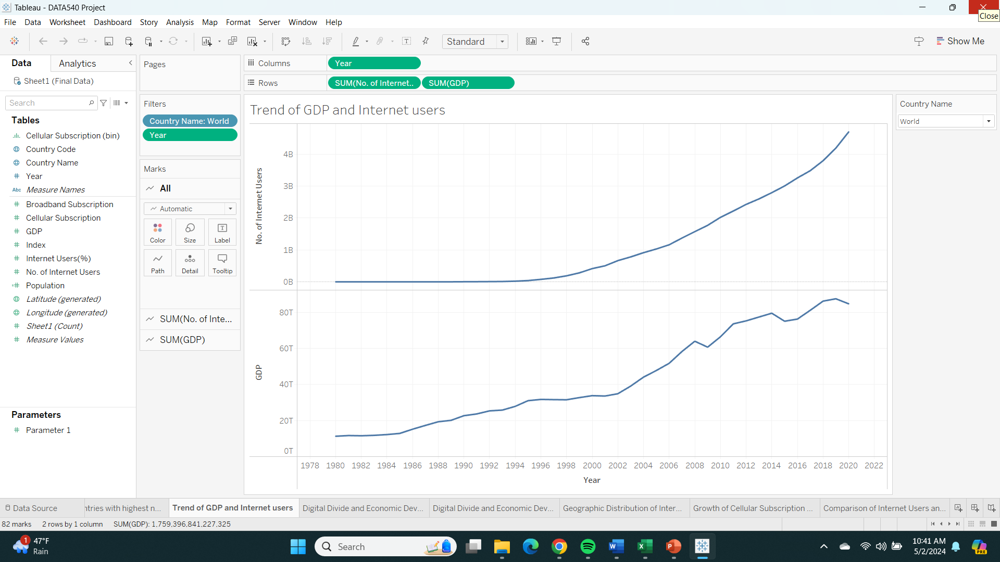 Tableau - DATA540 Project
Close
File Data Worksheet Dashboard Story Analysis Map Format Server Window Help
Standard
Show Me
Data Analytics
Sheet1 (Final Data)
Search
Tables
Cellular Subscription (bin)
Country Code
Country Name
Year
Abc Measure Names
Broadband Subscription
Cellular Subscription
GDP
Index
Internet Users(%)
No. of Internet Users
Population
Latitude (generated)
Longitude (generated)
Sheet1 (Count)
Measure Values
Parameters
Parameter 1
Pages
Filters
Country Name: World
Year
Marks
All
Automatic
Color Size Label
Path Detail Tooltip
SUM(No. of Inte...
SUM(GDP)
Columns Year
Rows SUM(No. of Internet.. SUM(GDP)
Trend of GDP and Internet users
No. of Internet Users
4B
3B
2B
1B
0B
GDP
80T
60T
40T
20T
0T
1978 1980 1982 1984 1986 1988 1990 1992 1994 1996 1998 2000 2002 2004 2006 2008 2010 2012 2014 2016 2018 2020 2022
Year
Country Name
World
Data Source ntries with highest n... Trend of GDP and Internet users Digital Divide and Economic Dev... Digital Divide and Economic Dev... Geographic Distribution of Inter... Growth of Cellular Subscription ... Comparison of Internet Users an...
82 marks 2 rows by 1 column SUM(GDP): 1,759,396,841,227,325
1
47°F
Rain
Search
W
X
P
10:41 AM
5/2/2024
PRE